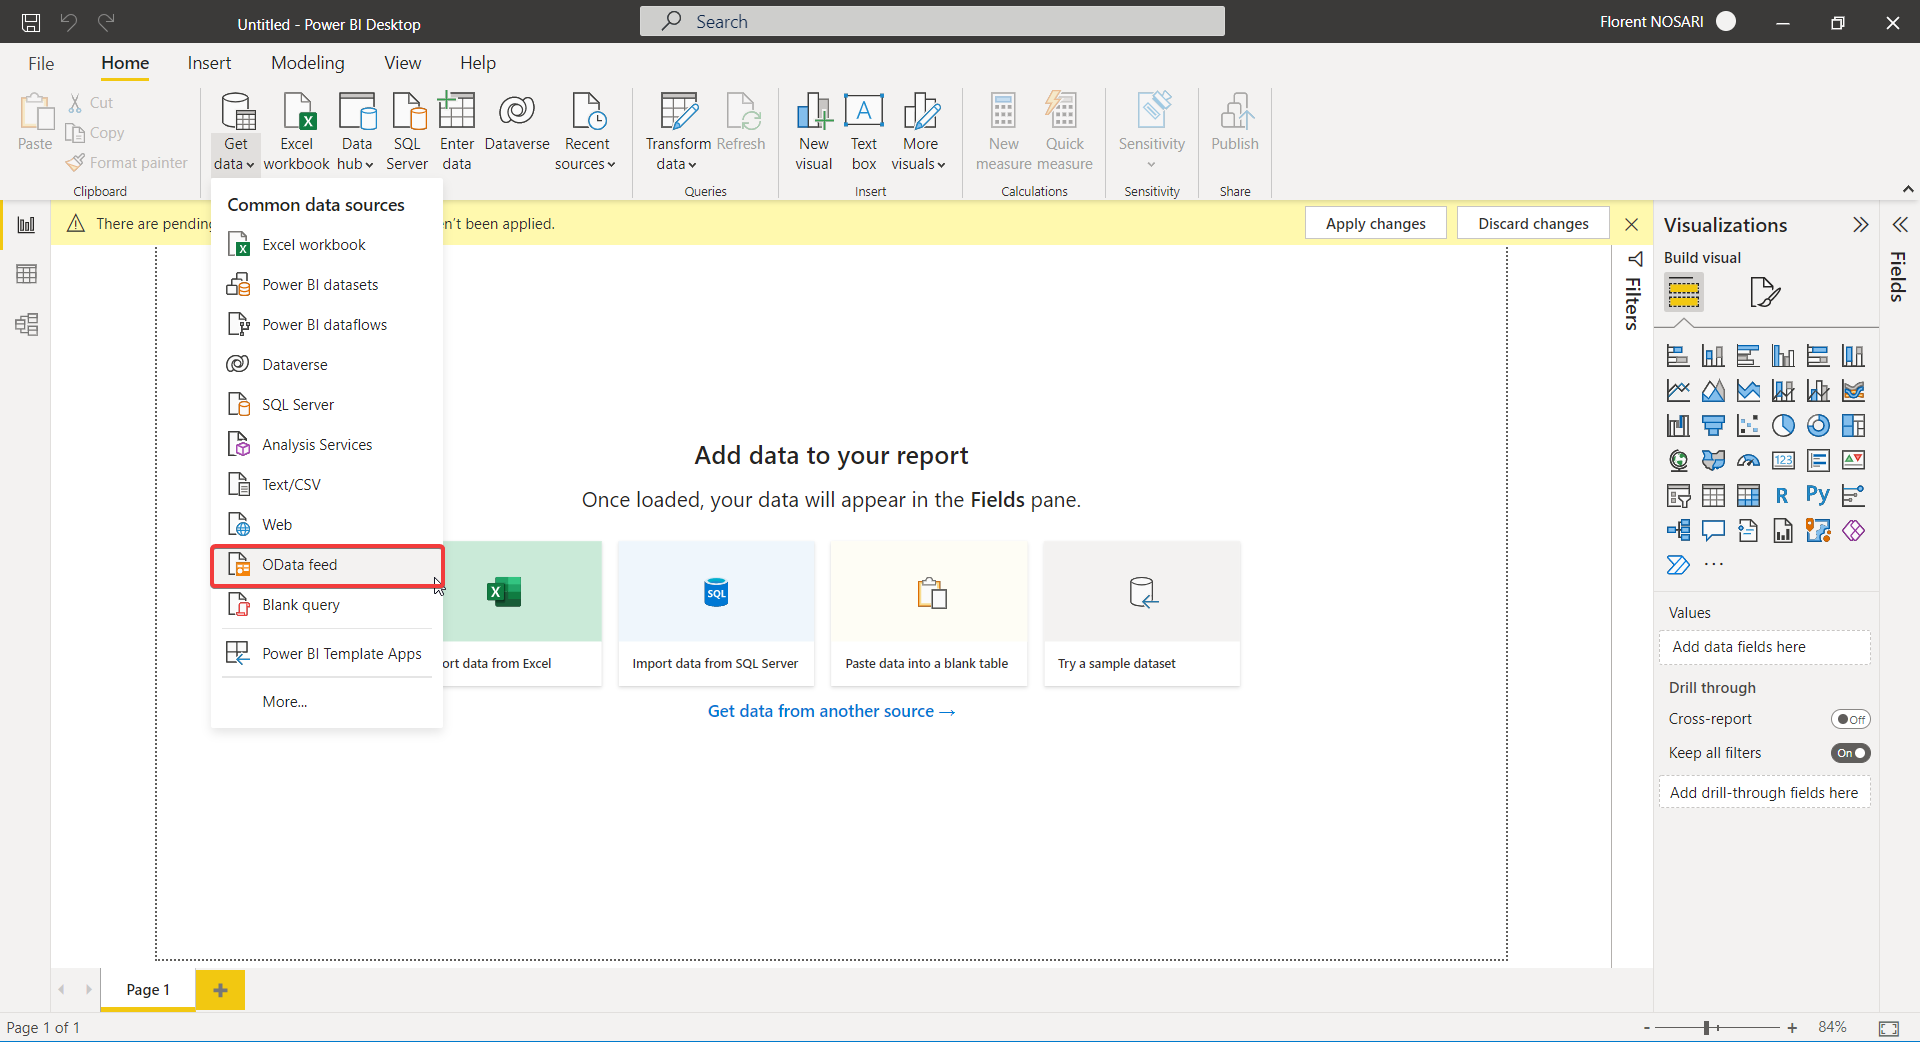 Untitled - Power BI Desktop
Search
Florent NOSARI
File
Home
Insert
Modeling
View
Help
Paste
Cut
Copy
Format painter
Clipboard
Get data
Excel workbook
Data hub
SQL Server
Enter data
Dataverse
Recent sources
Transform data
Refresh
Queries
New visual
Text box
More visuals
Insert
New measure
Quick measure
Calculations
Sensitivity
Sensitivity
Publish
Share
There are pending
n't been applied.
Apply changes
Discard changes
Common data sources
Excel workbook
Power BI datasets
Power BI dataflows
Dataverse
SQL Server
Analysis Services
Text/CSV
Web
OData feed
Blank query
Power BI Template Apps
More...
Add data to your report
Once loaded, your data will appear in the Fields pane.
SQL
ort data from Excel
Import data from SQL Server
Paste data into a blank table
Try a sample dataset
Get data from another source →
Filters
Visualizations
Build visual
123
R
Py
...
Values
Add data fields here
Drill through
Cross-report
Off
Keep all filters
On
Add drill-through fields here
Fields
Page 1
Page 1 of 1
- + 84%